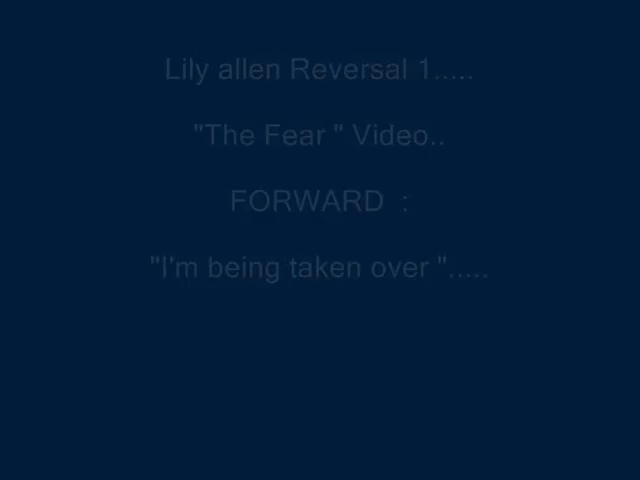 Lily allen Reversal 1.....
"The Fear " Video..
FORWARD  :
"I'm being taken over ".....